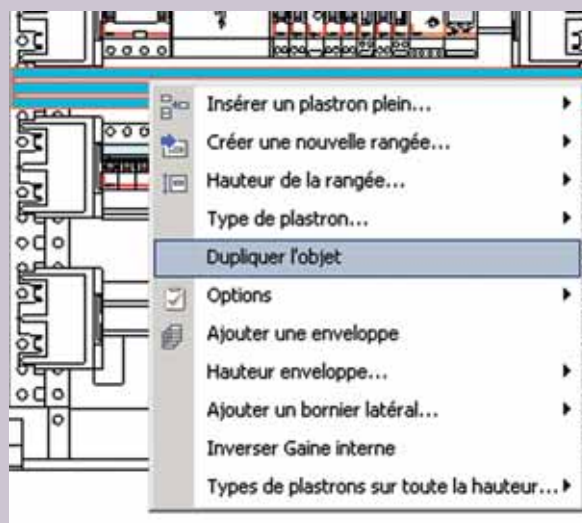 Insérer un plastron plein...
Créer une nouvelle rangée...
Hauteur de la rangée...
Type de plastron...
Dupliquer l'objet
Options
Ajouter une enveloppe
Hauteur enveloppe...
Ajouter un bornier latéral...
Inverser Gaine interne
Types de plastrons sur toute la hauteur...